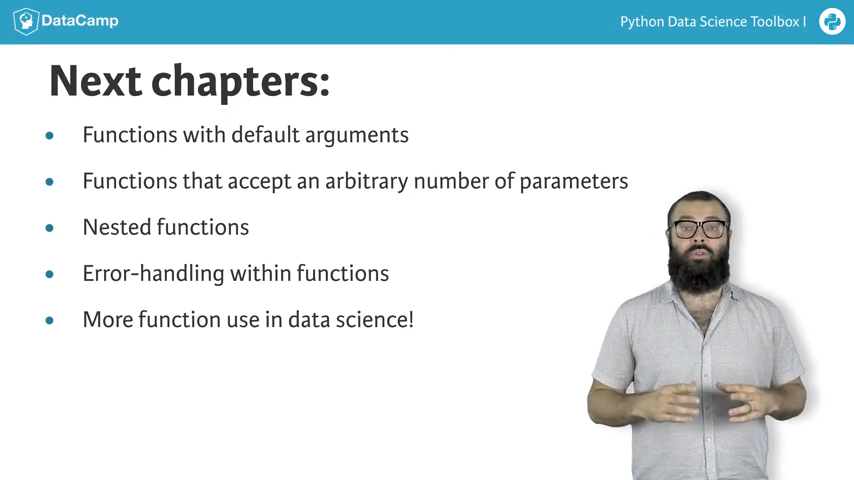 DataCamp
Python Data Science Toolbox I
Next chapters:
Functions with default arguments
Functions that accept an arbitrary number of parameters
Nested functions
Error-handling within functions
More function use in data science!